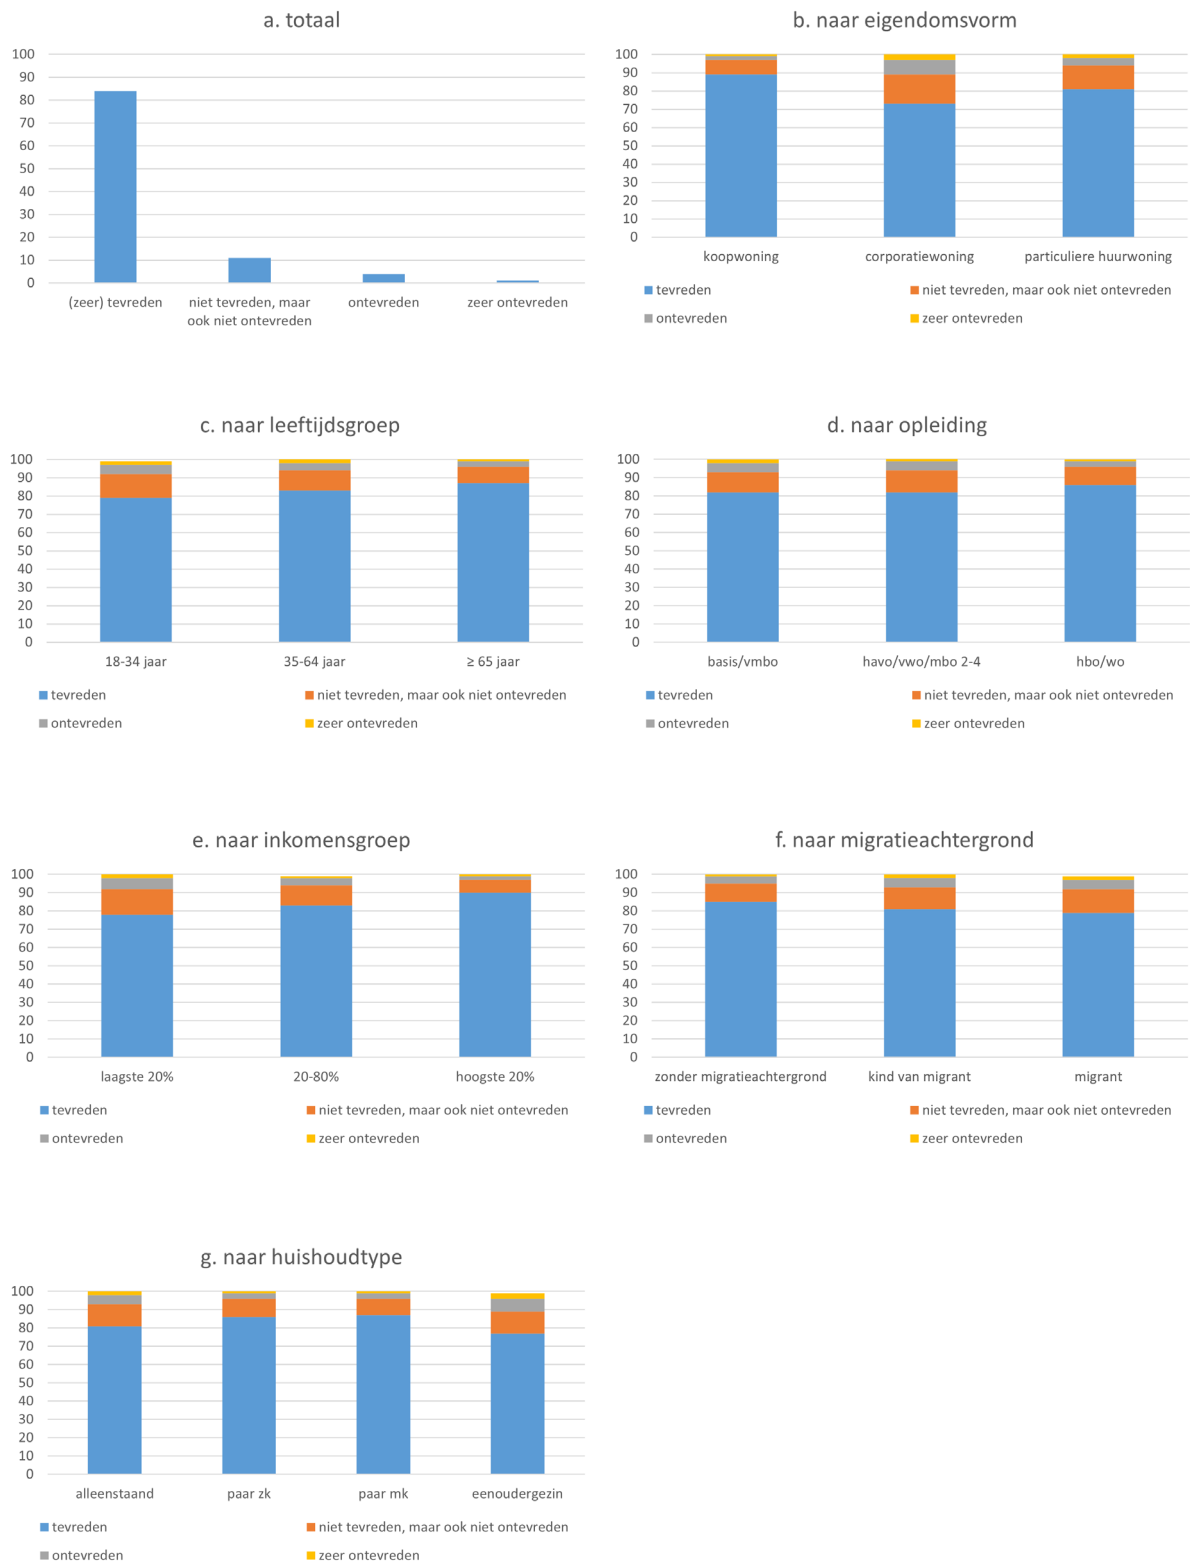 a. totaal
100
90
80
70
60
50
40
30
20
10
0
(zeer) tevreden
niet tevreden, maar
ook niet ontevreden
ontevreden
zeer ontevreden
b. naar eigendomsvorm
100
90
80
70
60
50
40
30
20
10
0
koopwoning corporatiewoning particuliere huurwoning
tevreden niet tevreden, maar ook niet ontevreden
ontevreden zeer ontevreden
c. naar leeftijdsgroep
100
90
80
70
60
50
40
30
20
10
0
18-34 jaar 35-64 jaar ≥ 65 jaar
tevreden niet tevreden, maar ook niet ontevreden
ontevreden zeer ontevreden
d. naar opleiding
100
90
80
70
60
50
40
30
20
10
0
basis/vmbo havo/vwo/mbo 2-4 hbo/wo
tevreden niet tevreden, maar ook niet ontevreden
ontevreden zeer ontevreden
e. naar inkomensgroep
100
90
80
70
60
50
40
30
20
10
0
laagste 20% 20-80% hoogste 20%
tevreden niet tevreden, maar ook niet ontevreden
ontevreden zeer ontevreden
f. naar migratieachtergrond
100
90
80
70
60
50
40
30
20
10
0
zonder migratieachtergrond kind van migrant migrant
tevreden niet tevreden, maar ook niet ontevreden
ontevreden zeer ontevreden
g. naar huishoudtype
100
90
80
70
60
50
40
30
20
10
0
alleenstaand paar zk paar mk eenoudergezin
tevreden niet tevreden, maar ook niet ontevreden
ontevreden zeer ontevreden